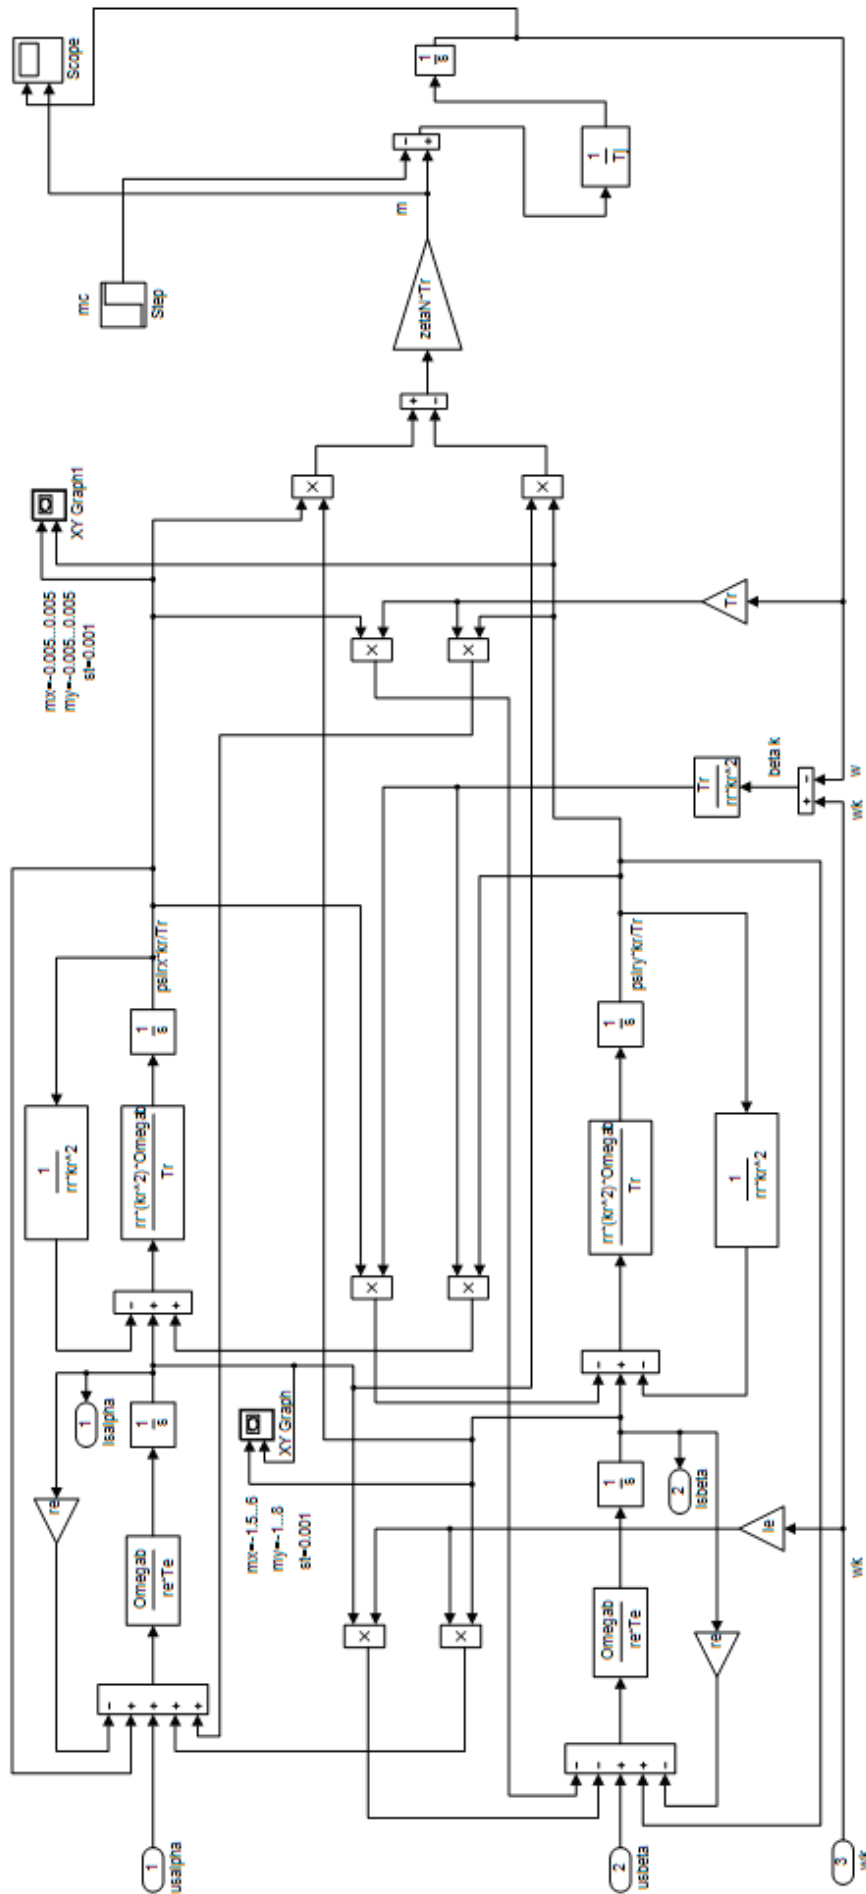 1
usalpha
-
+
+
+
+
Omegab
re*Te
re
1
s
1
Isalpha
-
+
+
1
rr*kr^2
rr*(kr^2)*Omegab
Tr
1
s
psirx*kr/Tr
mx=-0.005...0.005
my=-0.005...0.005
st=0.001
XY Graph1
mc
Step
Scope
mx=-1.5...6
my=-1...8
st=0.001
XY Graph
×
×
×
×
×
×
×
×
+
-
zetaN*Tr
m
-
+
1
Tj
1
s
2
usbeta
-
-
+
+
-
Omegab
re*Te
re
1
s
2
Isbeta
-
+
-
rr*(kr^2)*Omegab
Tr
1
rr*kr^2
1
s
psiry*kr/Tr
le
Tr
rr*kr^2
beta k
+
-
Tr
3
wk
wk
wk
w